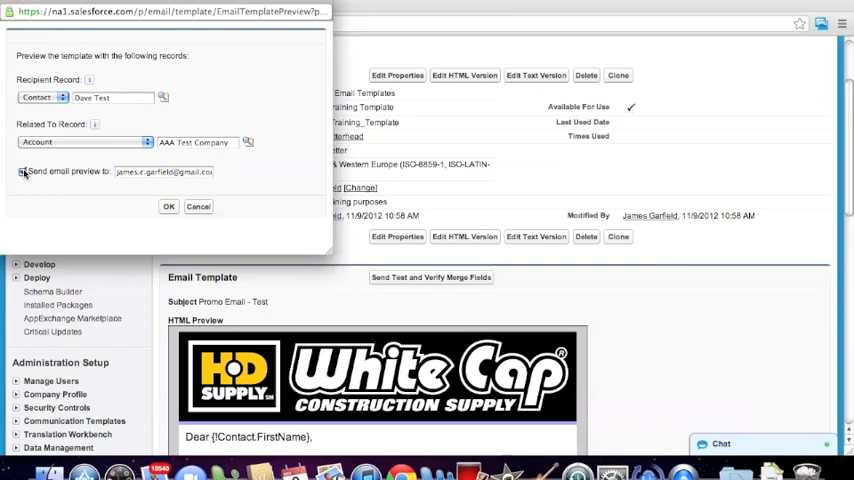 https://na1.salesforce.com/p/email/template/EmailTemplatePreview?p...
Preview the template with the following records:
Recipient Record: i
Contact Dave Test
Related To Record: i
Account AAA Test Company
Send email preview to: james.c.garfield@gmail.co
OK Cancel
Edit Properties Edit HTML Version Edit Text Version Delete Clone
Email Templates
raining Template Available For Use ✓
Training_Template Last Used Date
etterhead Times Used
etter
& Western Europe (ISO-8859-1, ISO-LATIN-
ld [Change]
ining purposes
ld, 11/9/2012 10:58 AM Modified By James Garfield, 11/9/2012 10:58 AM
Edit Properties Edit HTML Version Edit Text Version Delete Clone
Develop
Deploy
Schema Builder
Installed Packages
AppExchange Marketplace
Critical Updates
Administration Setup
Manage Users
Company Profile
Security Controls
Communication Templates
Translation Workbench
Data Management
Email Template Send Test and Verify Merge Fields
Subject Promo Email - Test
HTML Preview
HD SUPPLY
White Cap®
CONSTRUCTION SUPPLY
Dear {!Contact.FirstName},
Chat
10540